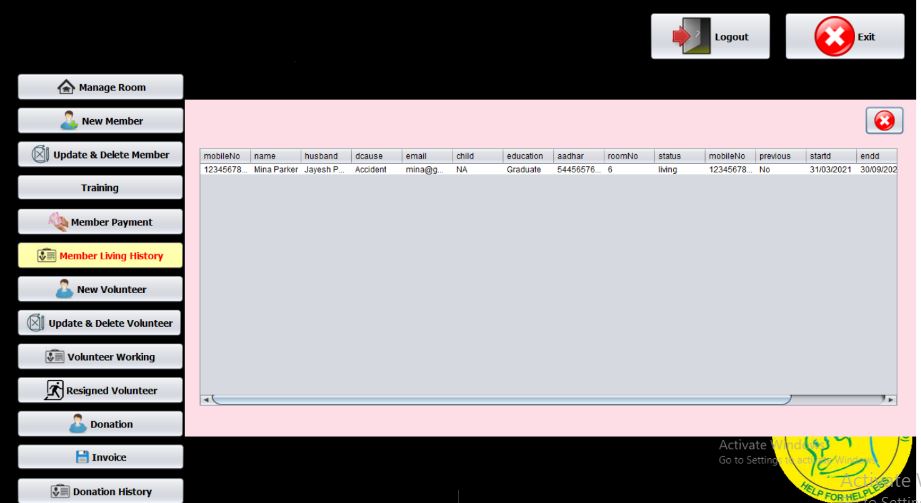 Logout
Exit
Manage Room
New Member
Update & Delete Member
Training
Member Payment
Member Living History
New Volunteer
Update & Delete Volunteer
Volunteer Working
Resigned Volunteer
Donation
Invoice
Donation History
mobileNo name husband dcause email child education aadhar roomNo status mobileNo previous startd endd
12345678... Mina Parker Jayesh P... Accident mina@g... NA Graduate 54456576... 6 living 12345678... No 31/03/2021 30/09/202
Activate Windows
Go to Settings to activate Windows
HELP FOR HELPLESS